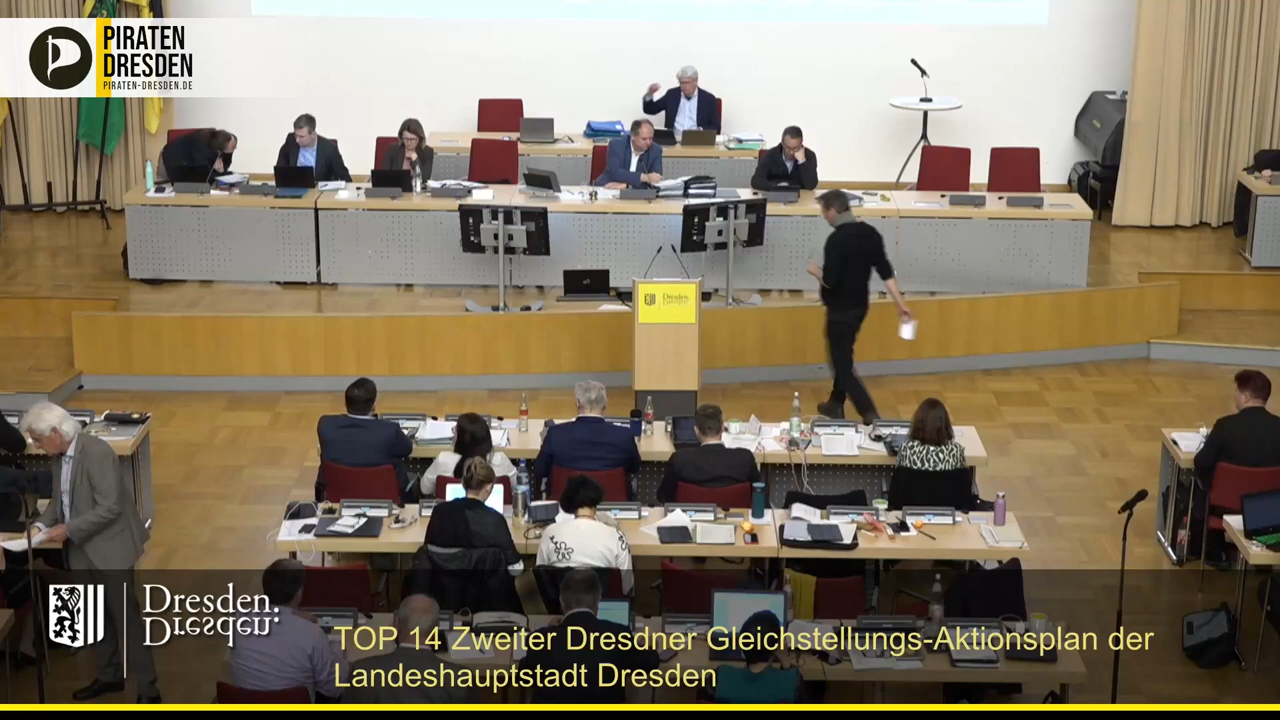 PIRATEN
DRESDEN
PIRATEN-DRESDEN.DE
Dresden.
Dresden.
Dresden.
TOP 14 Zweiter Dresdner Gleichstellungs-Aktionsplan der
Landeshauptstadt Dresden